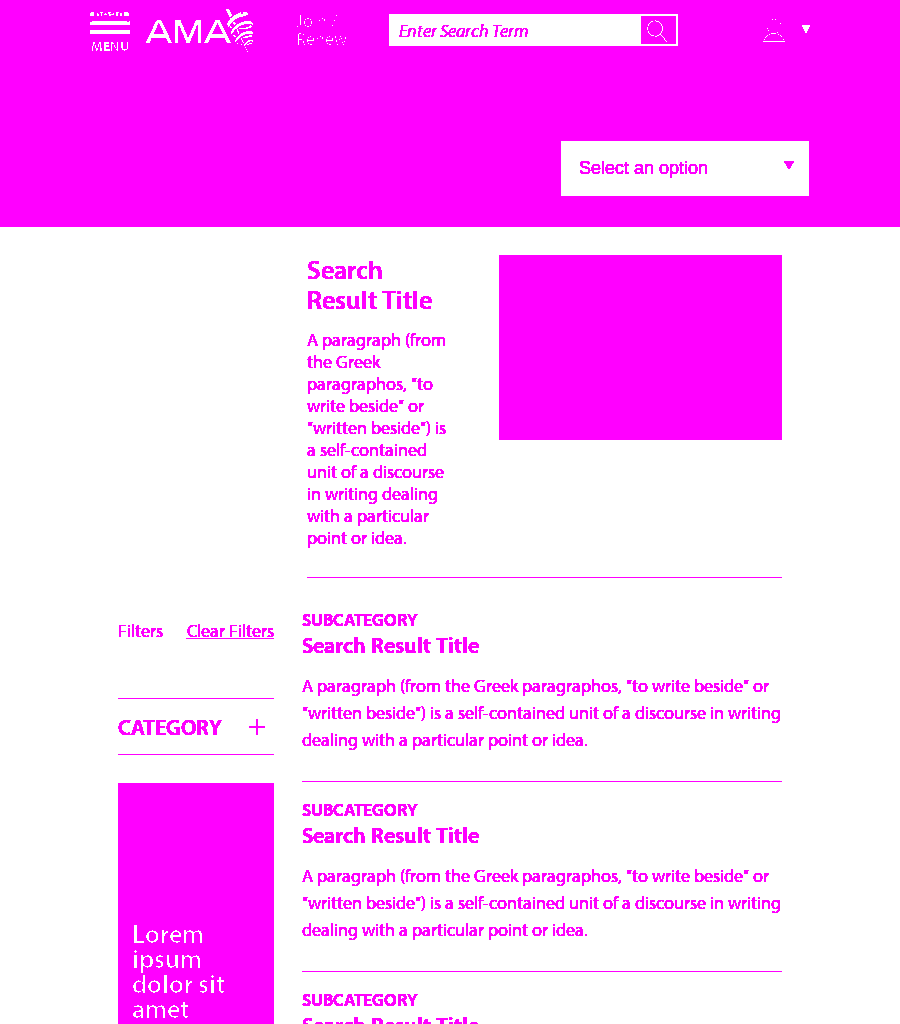 MENU
AMA
Join /
Renew
Enter Search Term
Select an option
Search
Result Title
A paragraph (from
the Greek
paragraphos, "to
write beside" or
"written beside") is
a self-contained
unit of a discourse
in writing dealing
with a particular
point or idea.
Filters Clear Filters
CATEGORY
Lorem
ipsum
dolor sit
amet
SUBCATEGORY
Search Result Title
A paragraph (from the Greek paragraphos, "to write beside" or
"written beside") is a self-contained unit of a discourse in writing
dealing with a particular point or idea.
SUBCATEGORY
Search Result Title
A paragraph (from the Greek paragraphos, "to write beside" or
"written beside") is a self-contained unit of a discourse in writing
dealing with a particular point or idea.
SUBCATEGORY
Search Result Title